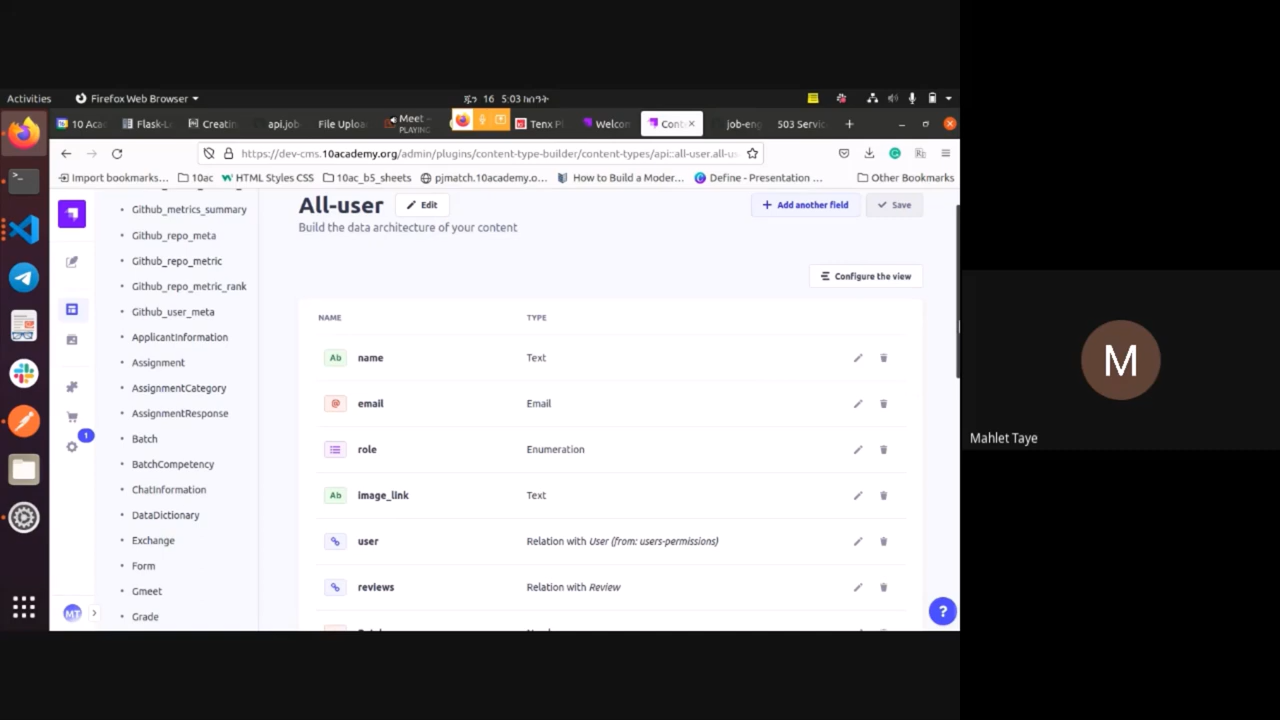 Activities
Firefox Web Browser
16 5:03
10 Aca
Flask-L
Creatin
api.job
File Uploa
Meet -
PLAYING
Tenx Pl
Welcon
Cont
job-eng
503 Servic
https://dev-cms.10academy.org/admin/plugins/content-type-builder/content-types/api::all-user.all-us
Import bookmarks...
10ac
HTML Styles CSS
10ac_b5_sheets
pjmatch.10academy.o...
How to Build a Moder...
Define - Presentation ...
Other Bookmarks
Github_metrics_summary
Github_repo_meta
Github_repo_metric
Github_repo_metric_rank
Github_user_meta
ApplicantInformation
Assignment
AssignmentCategory
AssignmentResponse
Batch
BatchCompetency
ChatInformation
DataDictionary
Exchange
Form
Gmeet
Grade
1
MT
All-user
Edit
Add another field
Save
Build the data architecture of your content
Configure the view
NAME TYPE
Ab name Text
@ email Email
role Enumeration
Ab image_link Text
user Relation with User (from: users-permissions)
reviews Relation with Review
?
M
Mahlet Taye